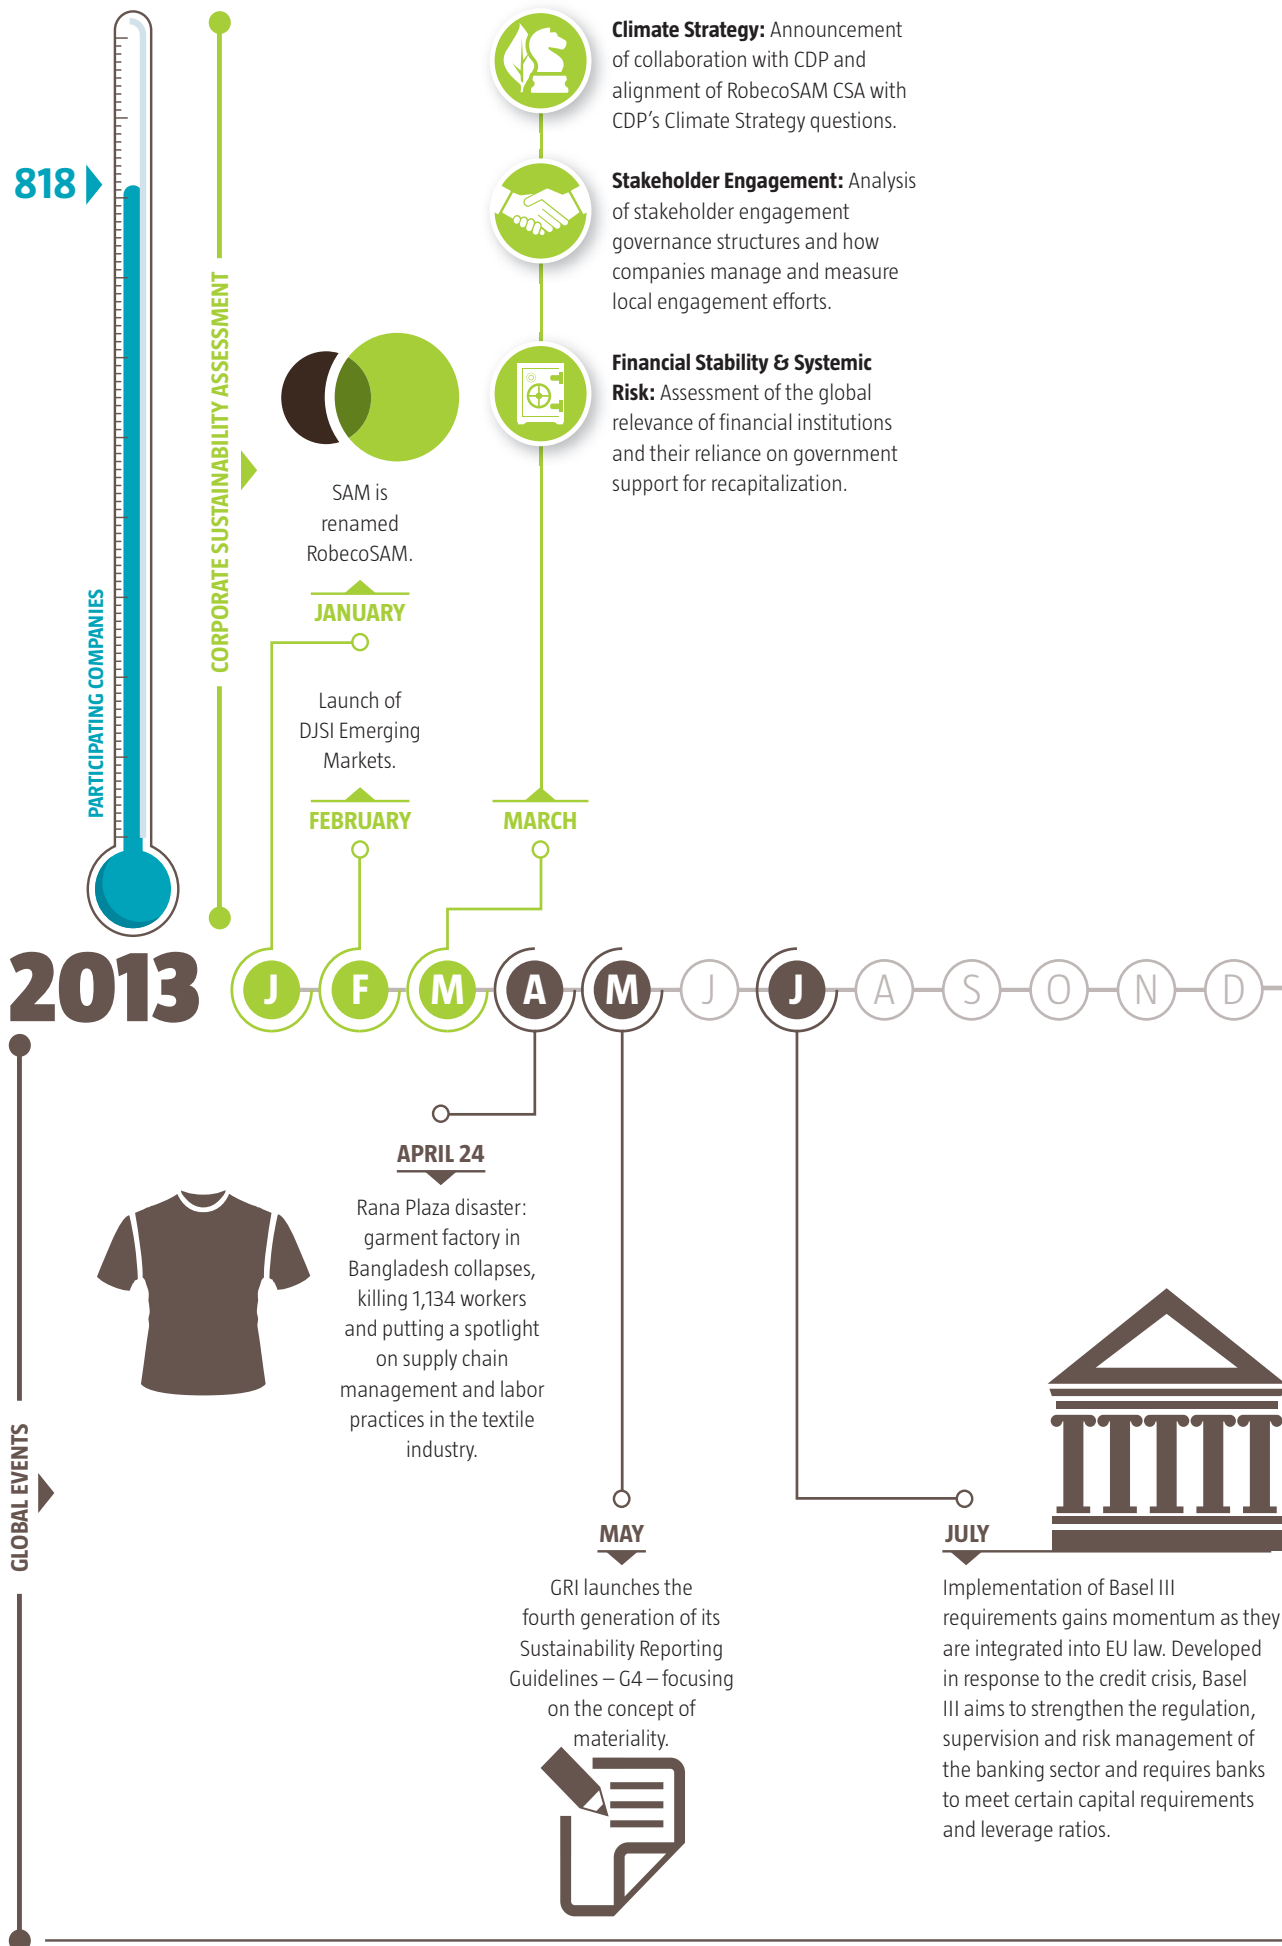 Climate Strategy: Announcement
of collaboration with CDP and
alignment of RobecoSAM CSA with
CDP's Climate Strategy questions.
818
Stakeholder Engagement: Analysis
of stakeholder engagement
governance structures and how
companies manage and measure
local engagement efforts.
Financial Stability & Systemic
Risk: Assessment of the global
relevance of financial institutions
and their reliance on government
support for recapitalization.
PARTICIPATING COMPANIES
CORPORATE SUSTAINABILITY ASSESSMENT
SAM is
renamed
RobecoSAM.
JANUARY
Launch of
DJSI Emerging
Markets.
FEBRUARY
MARCH
2013
J F M A M J J A S O N D
GLOBAL EVENTS
APRIL 24
Rana Plaza disaster:
garment factory in
Bangladesh collapses,
killing 1,134 workers
and putting a spotlight
on supply chain
management and labor
practices in the textile
industry.
MAY
GRI launches the
fourth generation of its
Sustainability Reporting
Guidelines – G4 – focusing
on the concept of
materiality.
JULY
Implementation of Basel III
requirements gains momentum as they
are integrated into EU law. Developed
in response to the credit crisis, Basel
III aims to strengthen the regulation,
supervision and risk management of
the banking sector and requires banks
to meet certain capital requirements
and leverage ratios.